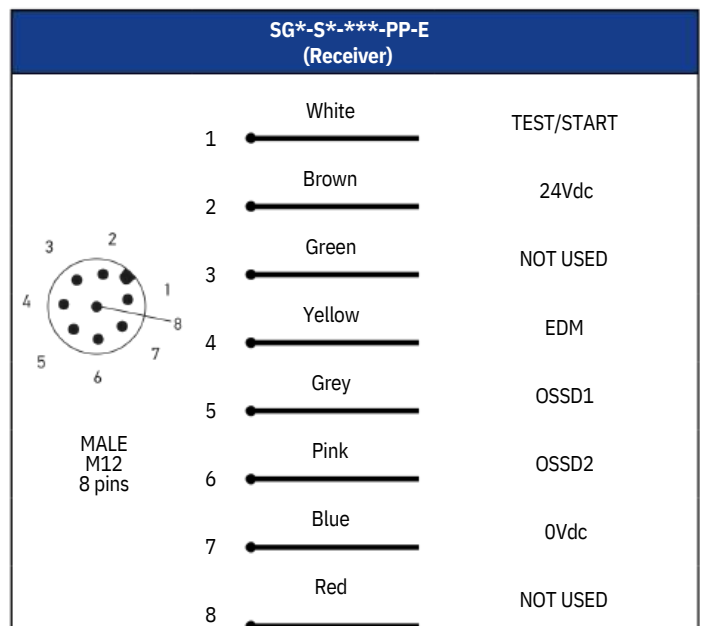 SG*-S*-***-PP-E
(Receiver)
1 White TEST/START
2 Brown 24Vdc
3 Green NOT USED
4 Yellow EDM
5 Grey OSSD1
6 Pink OSSD2
7 Blue 0Vdc
8 Red NOT USED
3 2
4 1
8
5 7
6
MALE
M12
8 pins